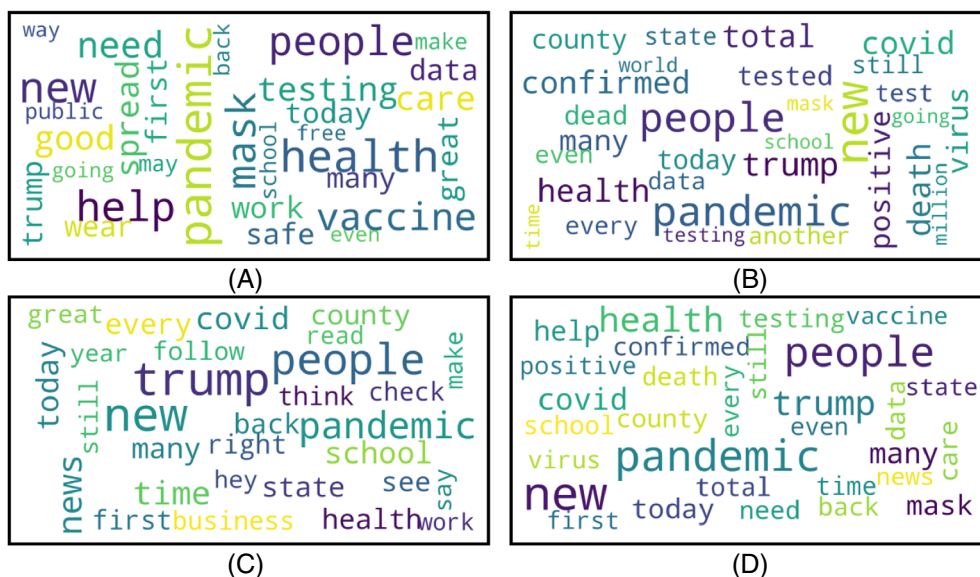 way
need
back
people
make
new
pandemic
data
public
first
mask
testing
care
good
spread
today
free
going
may
school
health
great
many
trump
help
work
vaccine
wear
safe
even
(A)
county
state
total
covid
world
still
confirmed
tested
test
mask
new
dead
people
going
many
school
positive
virus
even
today
trump
health
data
death
pandemic
million
time
every
testing
another
(B)
great
every
covid
county
read
today
year
follow
people
make
trump
think
check
still
new
back
pandemic
many
right
school
news
time
hey
state
see
say
first
business
health
work
(C)
help
health
testing
vaccine
confirmed
still
people
positive
death
state
covid
every
trump
data
school
county
even
care
virus
pandemic
many
news
new
total
time
first
today
need
back
mask
(D)